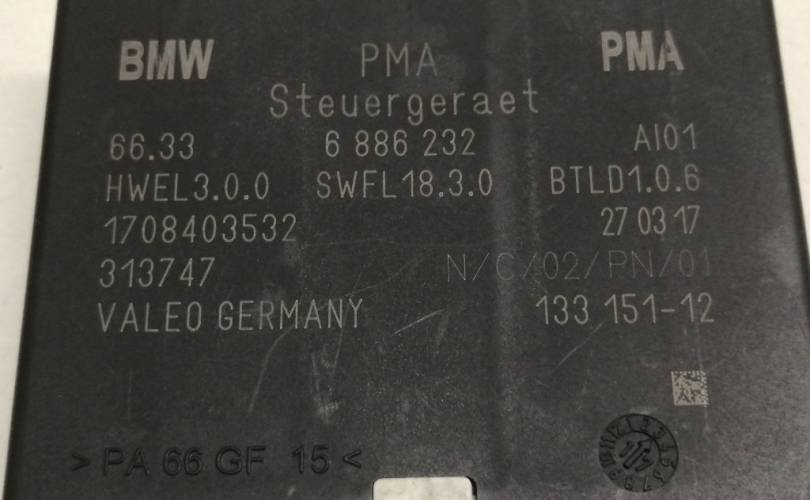 BMW PMA PMA
Steuergeraet
66.33 6 886 232 AI01
HWEL3.0.0 SWFL18.3.0 BTLD1.0.6
1708403532 27 03 17
313747 N/C/02/PN/01
VALEO GERMANY 133 151-12
>PA 66 GF 15<